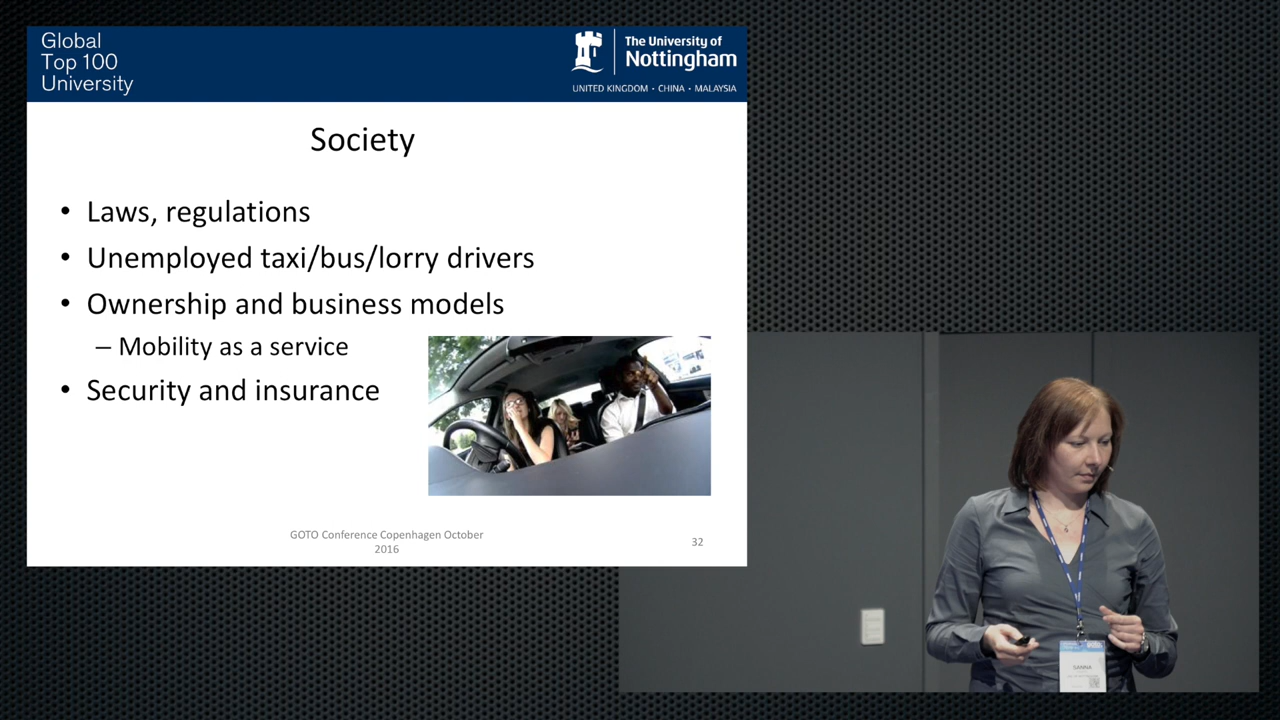 Global
Top 100
University
The University of
Nottingham
UNITED KINGDOM · CHINA · MALAYSIA
Society
• Laws, regulations
• Unemployed taxi/bus/lorry drivers
• Ownership and business models
– Mobility as a service
• Security and insurance
GOTO Conference Copenhagen October
2016
32
SANNA